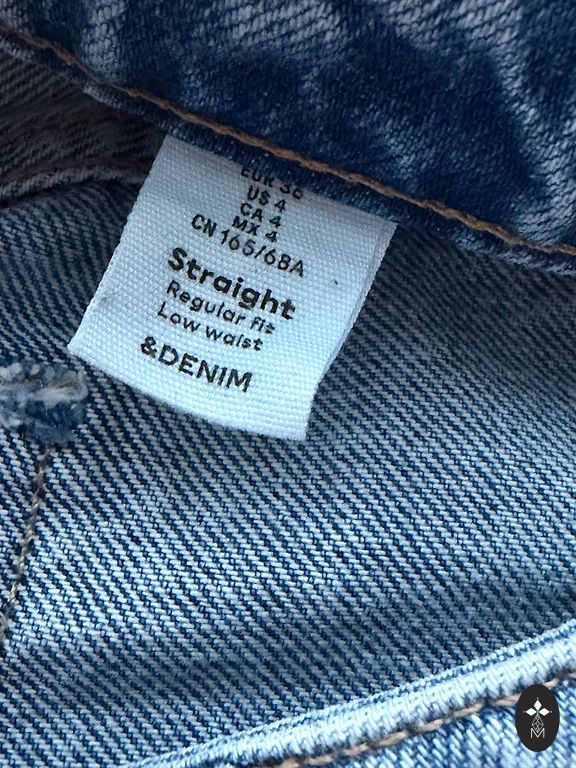 EUR 36
US 4
CA 4
MX 4
CN 165/68A
Straight
Regular fit
Low waist
&DENIM
M